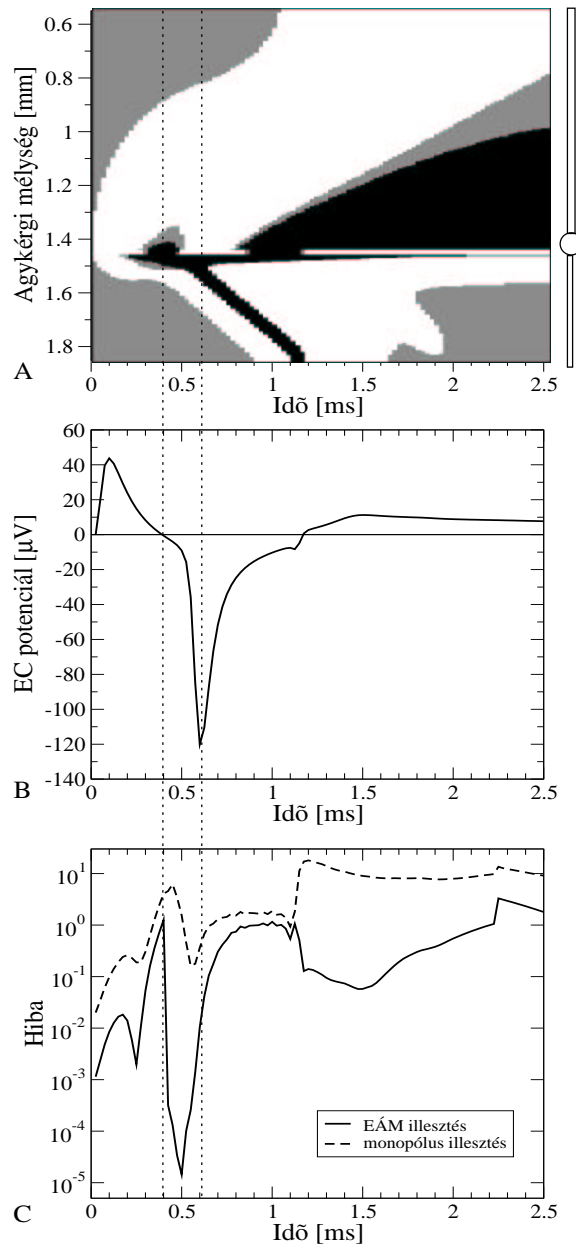 0.6
0.8
1
1.2
1.4
1.6
1.8
Agykérgi mélység [mm]
A
0 0.5 1 1.5 2 2.5
Idõ [ms]
60
40
20
0
-20
-40
-60
-80
-100
-120
-140
EC potenciál [μV]
B
0 0.5 1 1.5 2 2.5
Idõ [ms]
10^1
10^0
10^-1
10^-2
10^-3
10^-4
10^-5
Hiba
EÁM illesztés
monopólus illesztés
C
0 0.5 1 1.5 2 2.5
Idõ [ms]